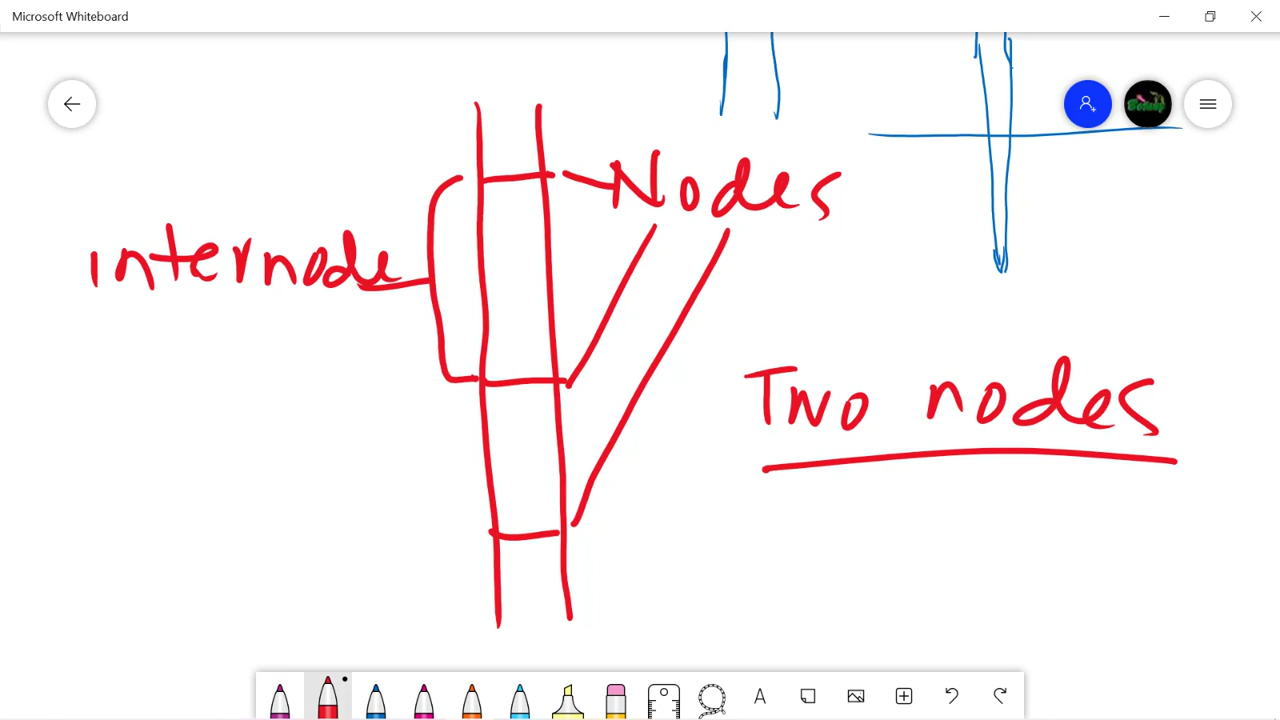 Microsoft Whiteboard
Nodes
internode
Two nodes
A